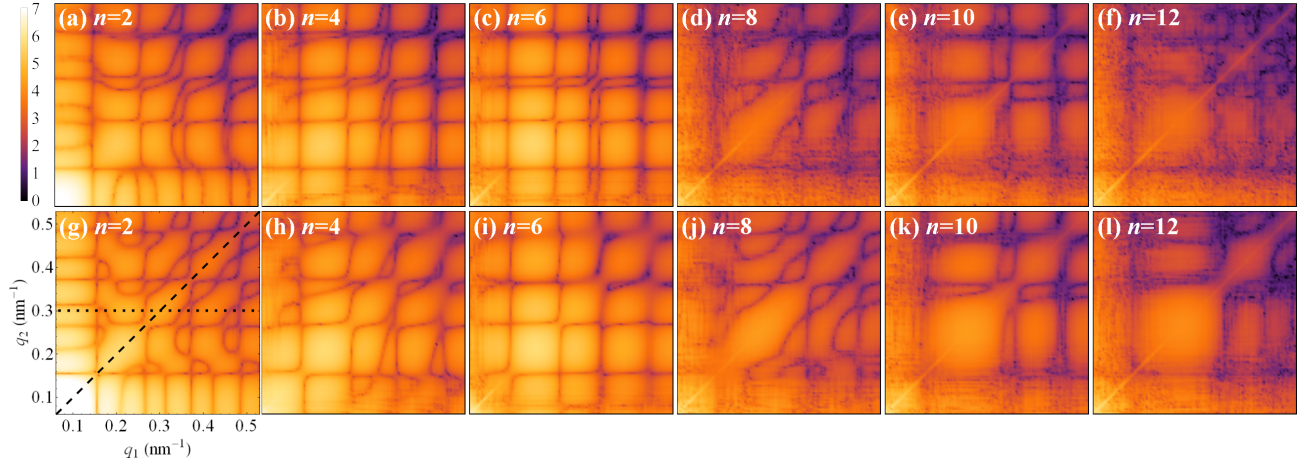 7
6
5
4
3
2
1
0
(a) n=2
(b) n=4
(c) n=6
(d) n=8
(e) n=10
(f) n=12
(g) n=2
(h) n=4
(i) n=6
(j) n=8
(k) n=10
(l) n=12
0.5
0.4
0.3
0.2
0.1
q₂ (nm⁻¹)
0.1 0.2 0.3 0.4 0.5
q₁ (nm⁻¹)